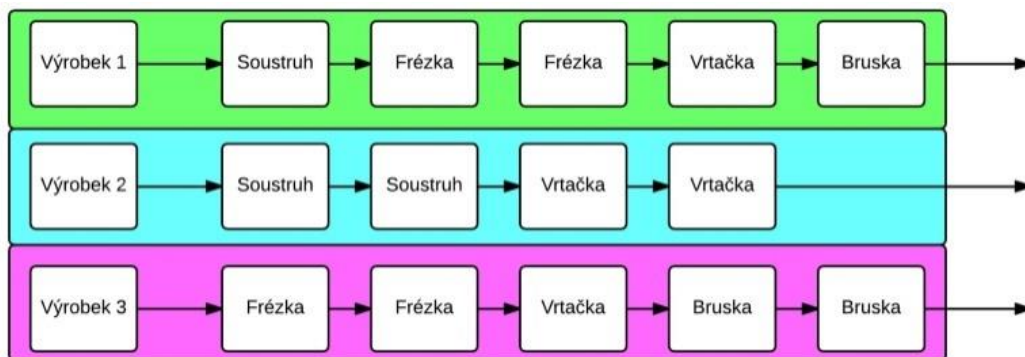 Výrobek 1 Soustruh Frézka Frézka Vrtačka Bruska
Výrobek 2 Soustruh Soustruh Vrtačka Vrtačka
Výrobek 3 Frézka Frézka Vrtačka Bruska Bruska